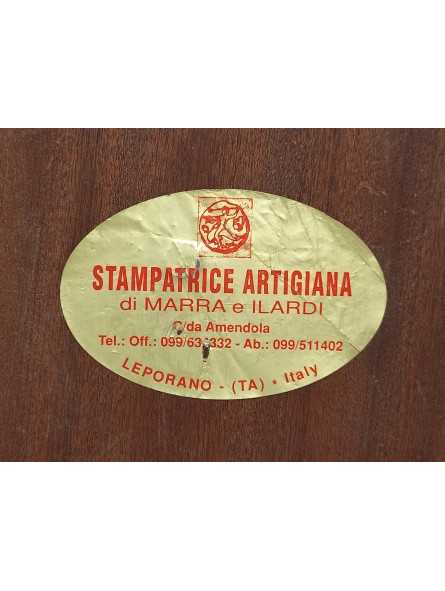 STAMPATRICE ARTIGIANA
di MARRA e ILARDI
C/da Amendola
Tel.: Off.: - Ab.: 099/511402
LEPORANO - (TA) • Italy